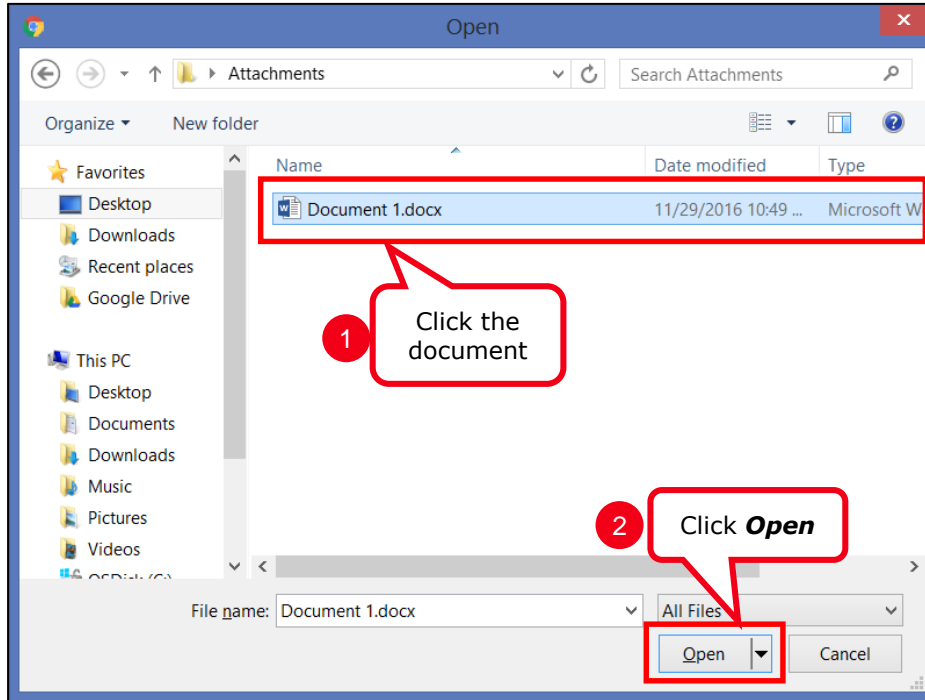 Open
Attachments
Search Attachments
Organize
New folder
Name
Date modified
Type
Favorites
Desktop
Downloads
Recent places
Google Drive
This PC
Desktop
Documents
Downloads
Music
Pictures
Videos
Document 1.docx
11/29/2016 10:49 ...
Microsoft W
1
Click the
document
2
Click Open
File name:
Document 1.docx
All Files
Open
Cancel